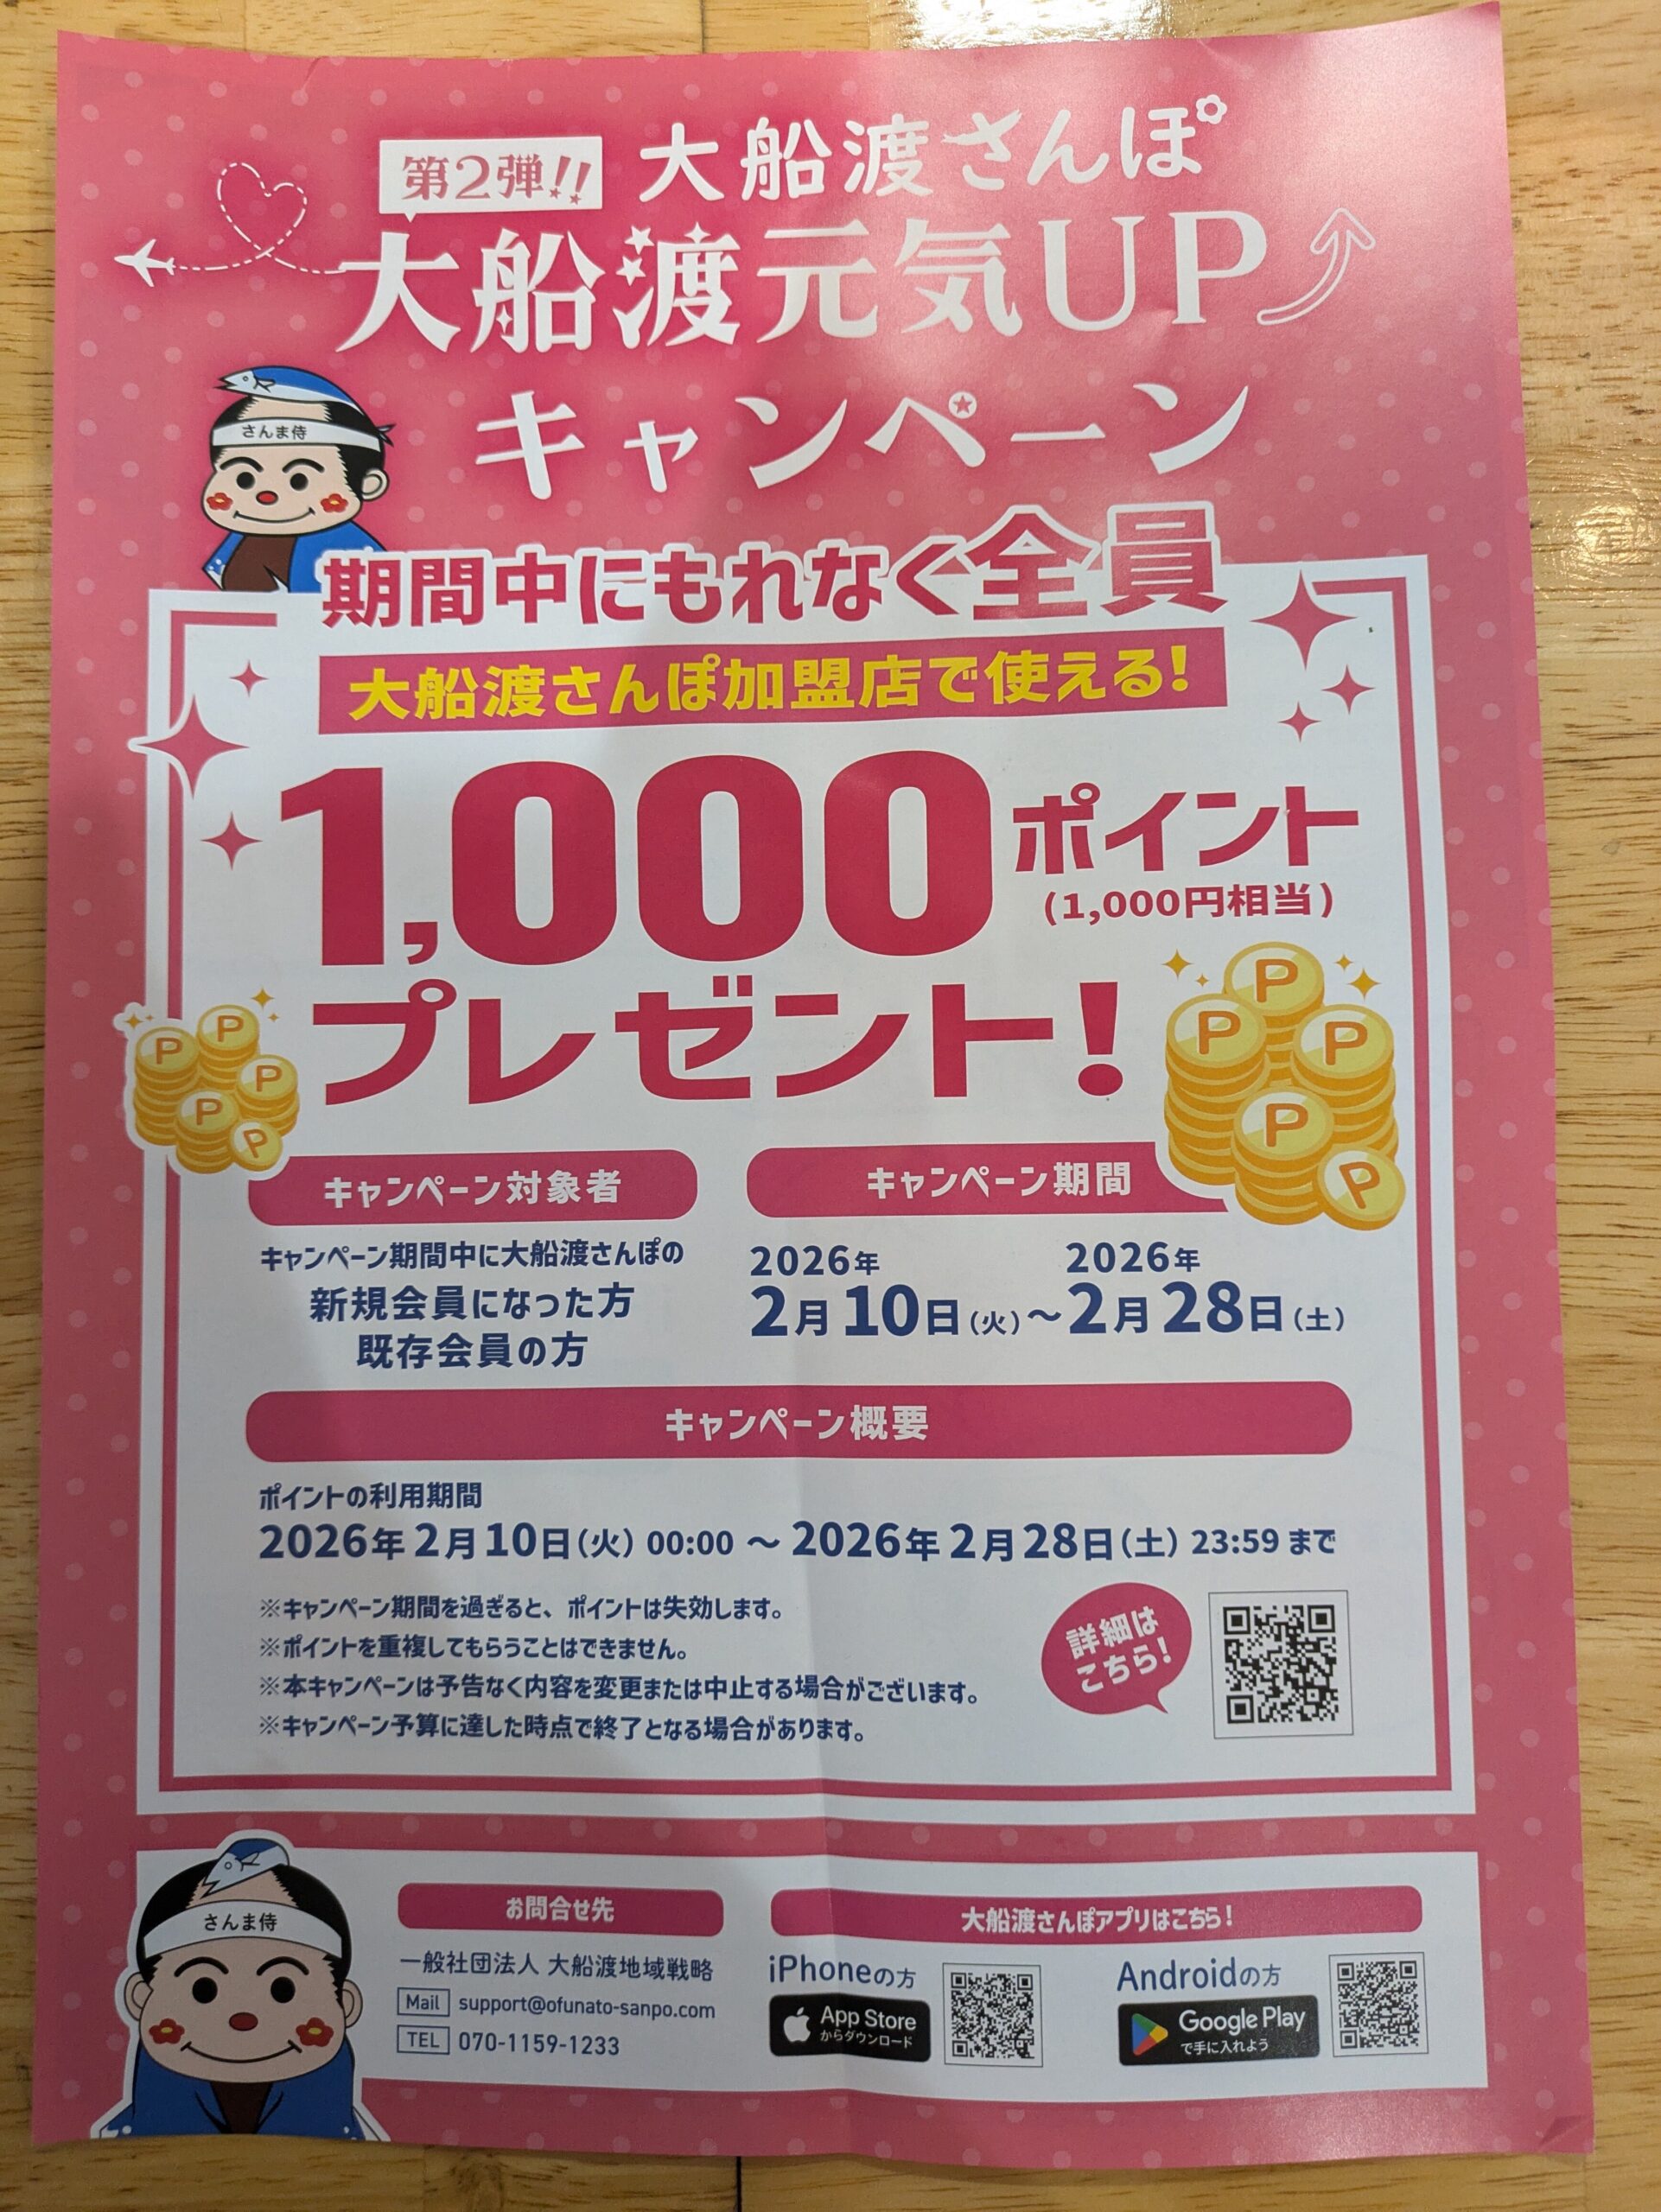 第2弾!! 大船渡さんぽ
大船渡元気UP
キャンペーン
さんま侍
期間中にもれなく全員
大船渡さんぽ加盟店で使える!
1,000ポイント
(1,000円相当)
プレゼント!
P
P
P
P
P
P
P
P
P
P
キャンペーン対象者
キャンペーン期間中に大船渡さんぽの
新規会員になった方
既存会員の方
キャンペーン期間
2026年
2月10日(火)～
2026年
2月28日(土)
キャンペーン概要
ポイントの利用期間
2026年2月10日(火) 00:00 ～ 2026年2月28日(土) 23:59 まで
※キャンペーン期間を過ぎると、ポイントは失効します。
※ポイントを重複してもらうことはできません。
※本キャンペーンは予告なく内容を変更または中止する場合がございます。
※キャンペーン予算に達した時点で終了となる場合があります。
詳細は
こちら!
さんま侍
お問合せ先
一般社団法人 大船渡地域戦略
Mail support@ofunato-sanpo.com
TEL 070-1159-1233
大船渡さんぽアプリはこちら!
iPhoneの方
App Store
からダウンロード
Androidの方
Google Play
で手に入れよう